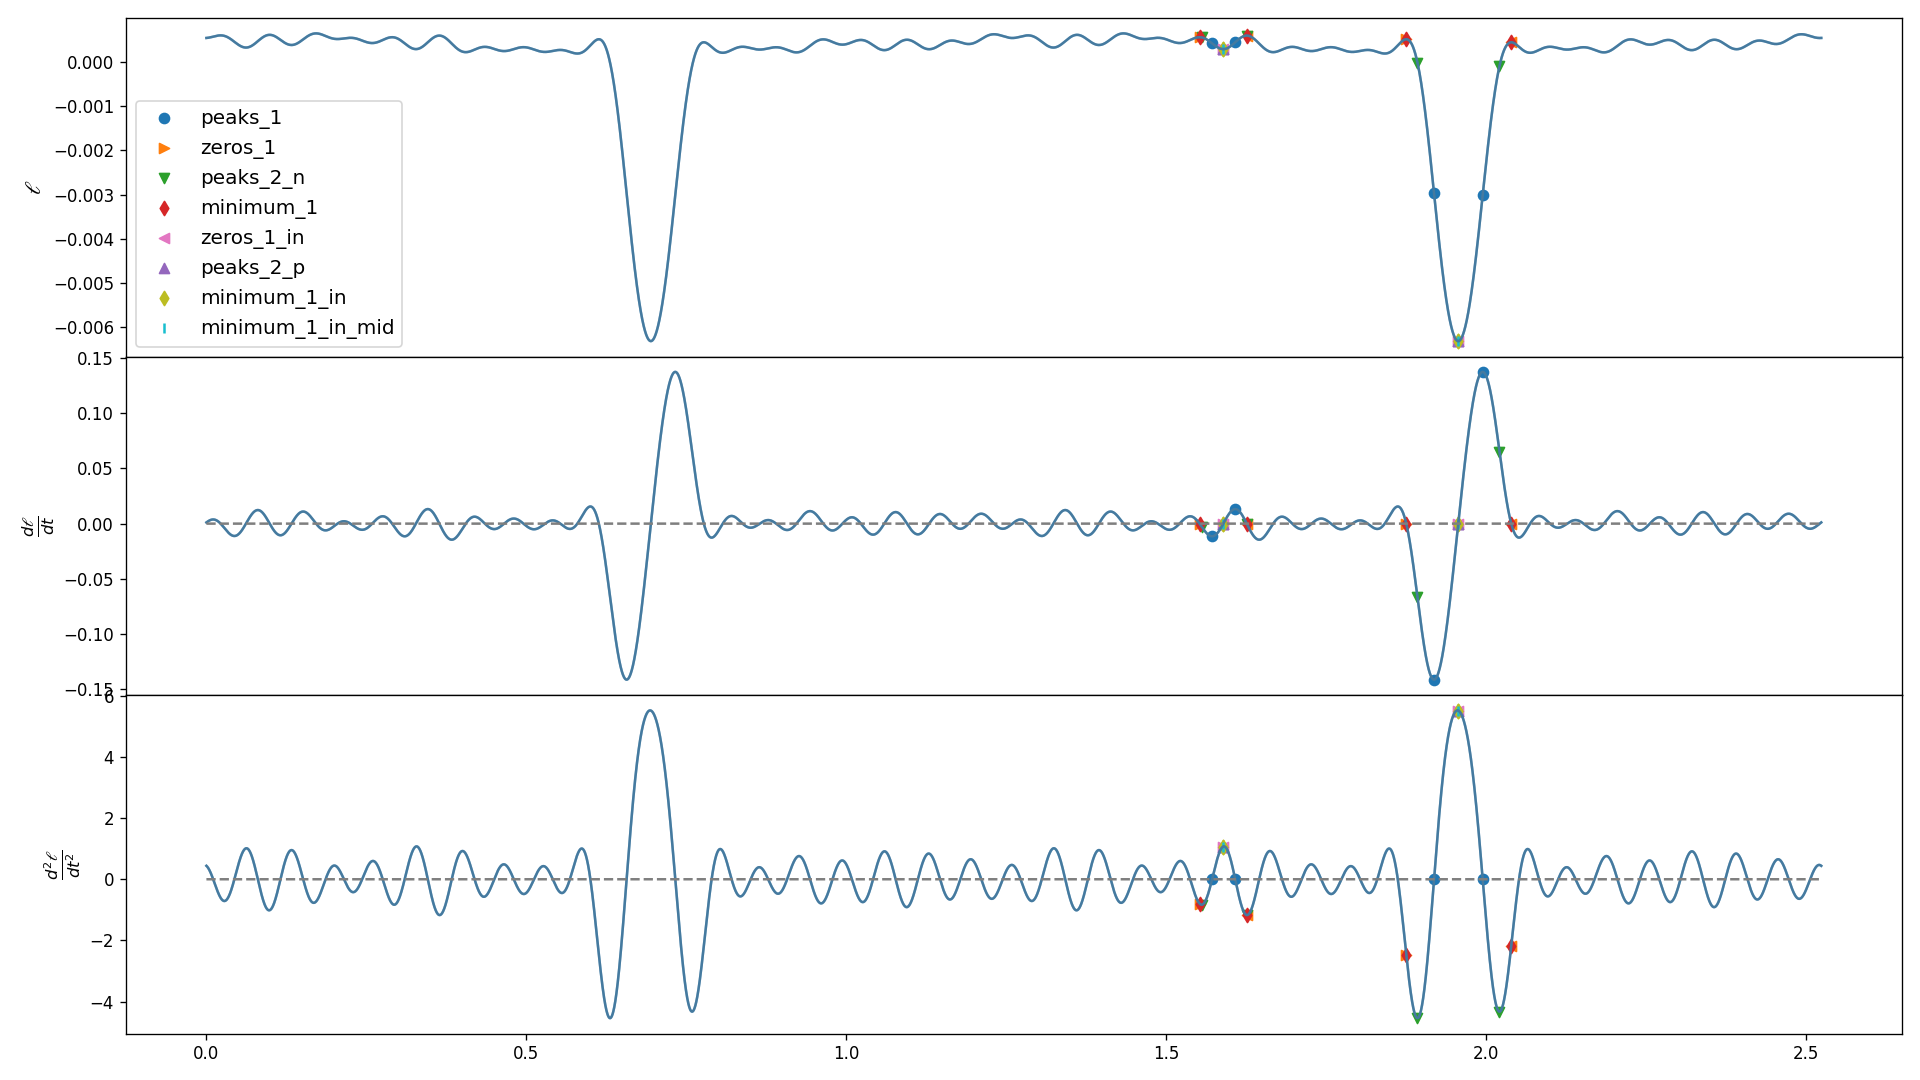 0.000
−0.001
−0.002
−0.003
−0.004
−0.005
−0.006
ℓ
peaks_1
zeros_1
peaks_2_n
minimum_1
zeros_1_in
peaks_2_p
minimum_1_in
minimum_1_in_mid
0.15
0.10
0.05
0.00
−0.05
−0.10
−0.15
dℓ
dt
6
4
2
0
−2
−4
d²ℓ
dt²
0.0 0.5 1.0 1.5 2.0 2.5